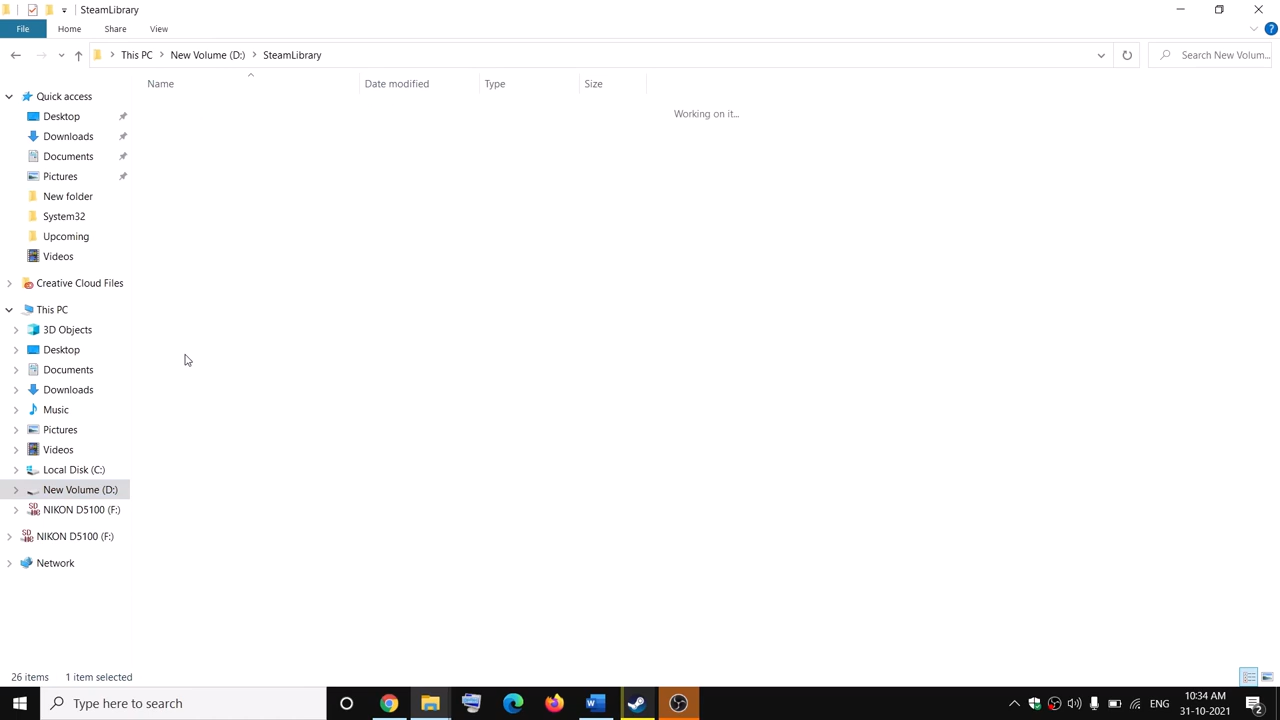 SteamLibrary
File Home Share View
This PC New Volume (D:) SteamLibrary
Search New Volum...
Name Date modified Type Size
Working on it...
Quick access
Desktop
Downloads
Documents
Pictures
New folder
System32
Upcoming
Videos
Creative Cloud Files
This PC
3D Objects
Desktop
Documents
Downloads
Music
Pictures
Videos
Local Disk (C:)
New Volume (D:)
NIKON D5100 (F:)
NIKON D5100 (F:)
Network
26 items 1 item selected
Type here to search
ENG
10:34 AM
31-10-2021
2